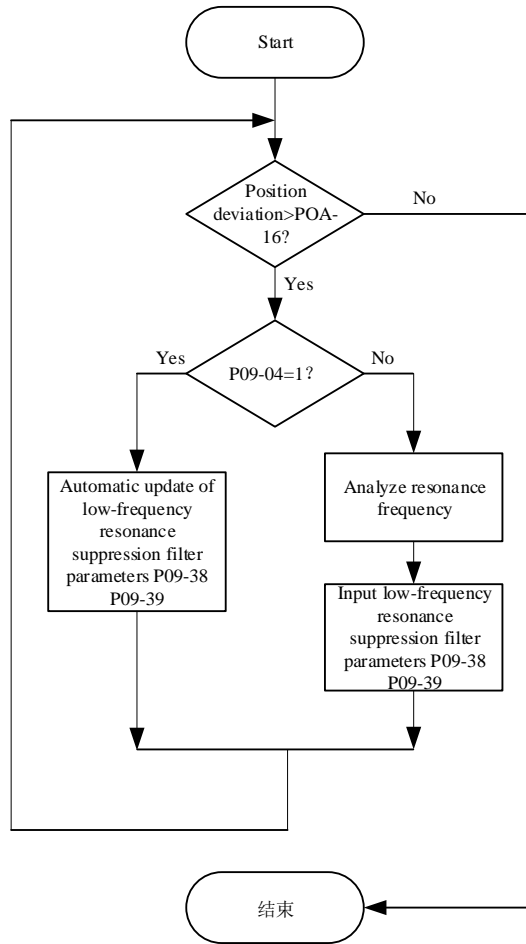 Start
Position
deviation>POA-
16?
No
Yes
P09-04=1?
Yes
No
Automatic update of
low-frequency
resonance
suppression filter
parameters P09-38
P09-39
Analyze resonance
frequency
Input low-frequency
resonance
suppression filter
parameters P09-38
P09-39
结束